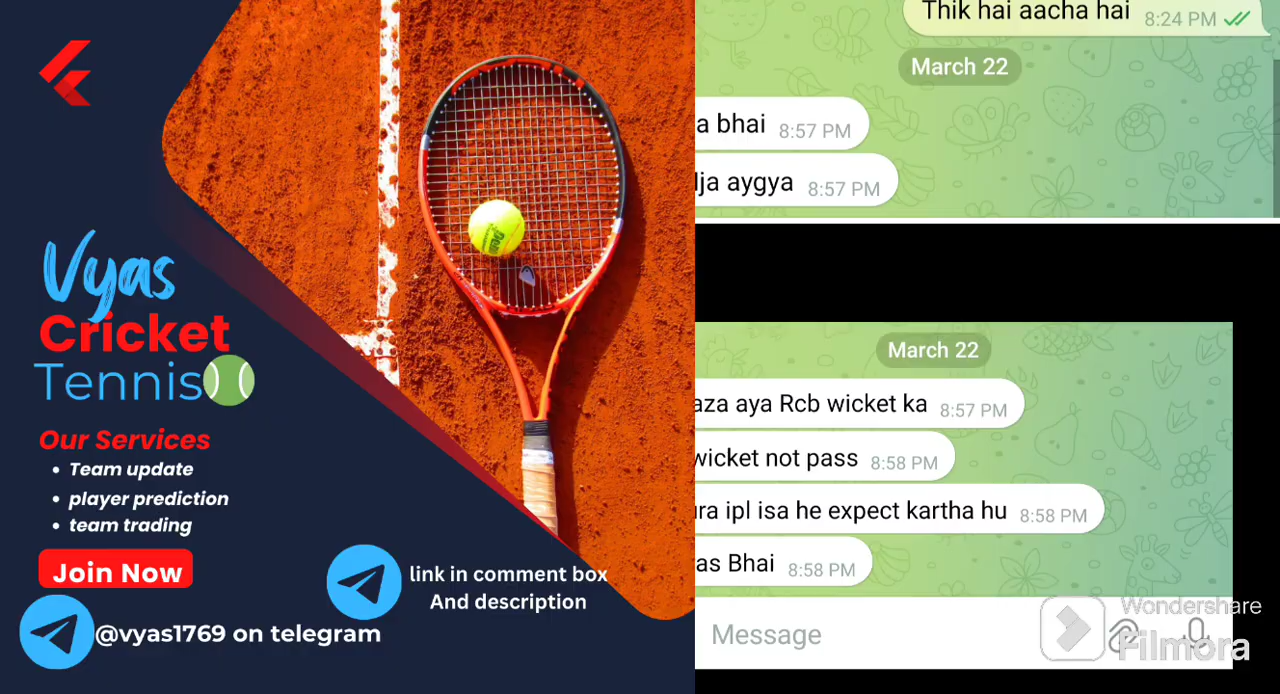 Vyas
Cricket
Tennis
Our Services
• Team update
• player prediction
• team trading
Join Now
link in comment box
And description
@vyas1769 on telegram
Thik hai aacha hai 8:24 PM
March 22
a bhai 8:57 PM
lja aygya 8:57 PM
March 22
aza aya Rcb wicket ka 8:57 PM
wicket not pass 8:58 PM
ura ipl isa he expect kartha hu 8:58 PM
as Bhai 8:58 PM
Message
Wondershare
Filmora